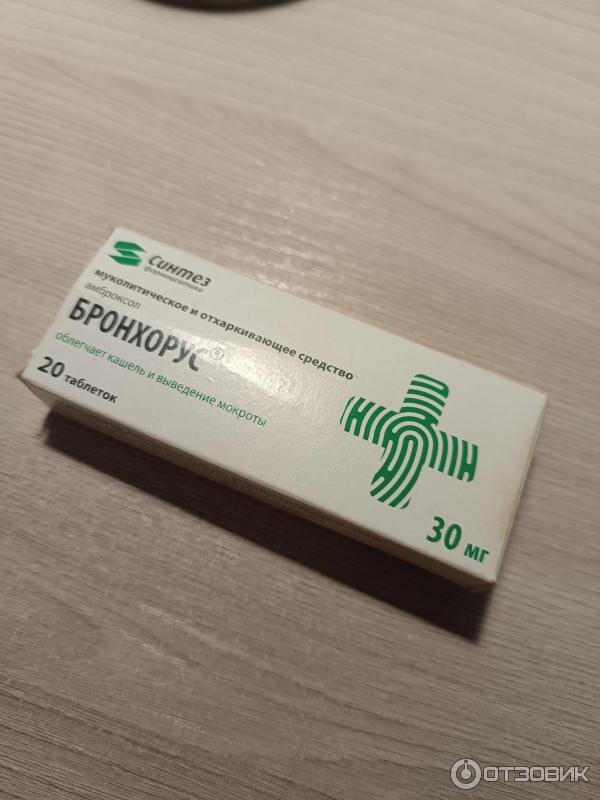 Синтез
фармацевтика
муколитическое и отхаркивающее средство
амброксол
БРОНХОРУС®
облегчает кашель и выведение мокроты
20 таблеток
30 мг
ОТЗОВИК